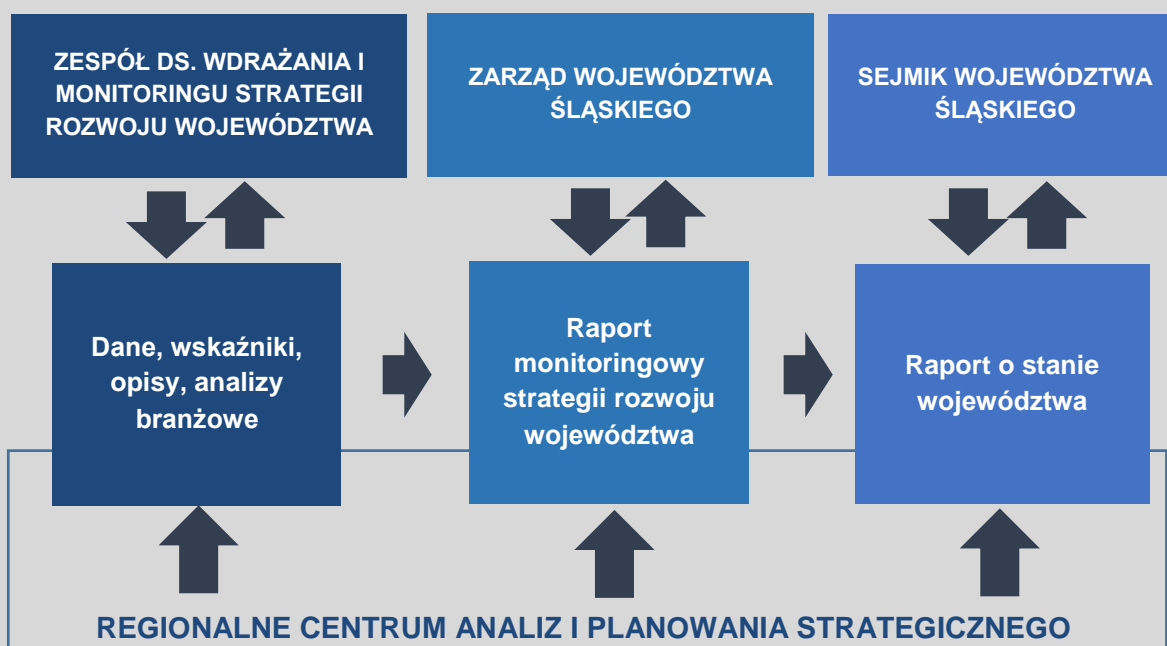 ZESPÓŁ DS. WDRAŻANIA I
MONITORINGU STRATEGII
ROZWOJU WOJEWÓDZTWA
ZARZĄD WOJEWÓDZTWA
ŚLĄSKIEGO
SEJMIK WOJEWÓDZTWA
ŚLĄSKIEGO
Dane, wskaźniki,
opisy, analizy
branżowe
Raport
monitoringowy
strategii rozwoju
województwa
Raport o stanie
województwa
REGIONALNE CENTRUM ANALIZ I PLANOWANIA STRATEGICZNEGO